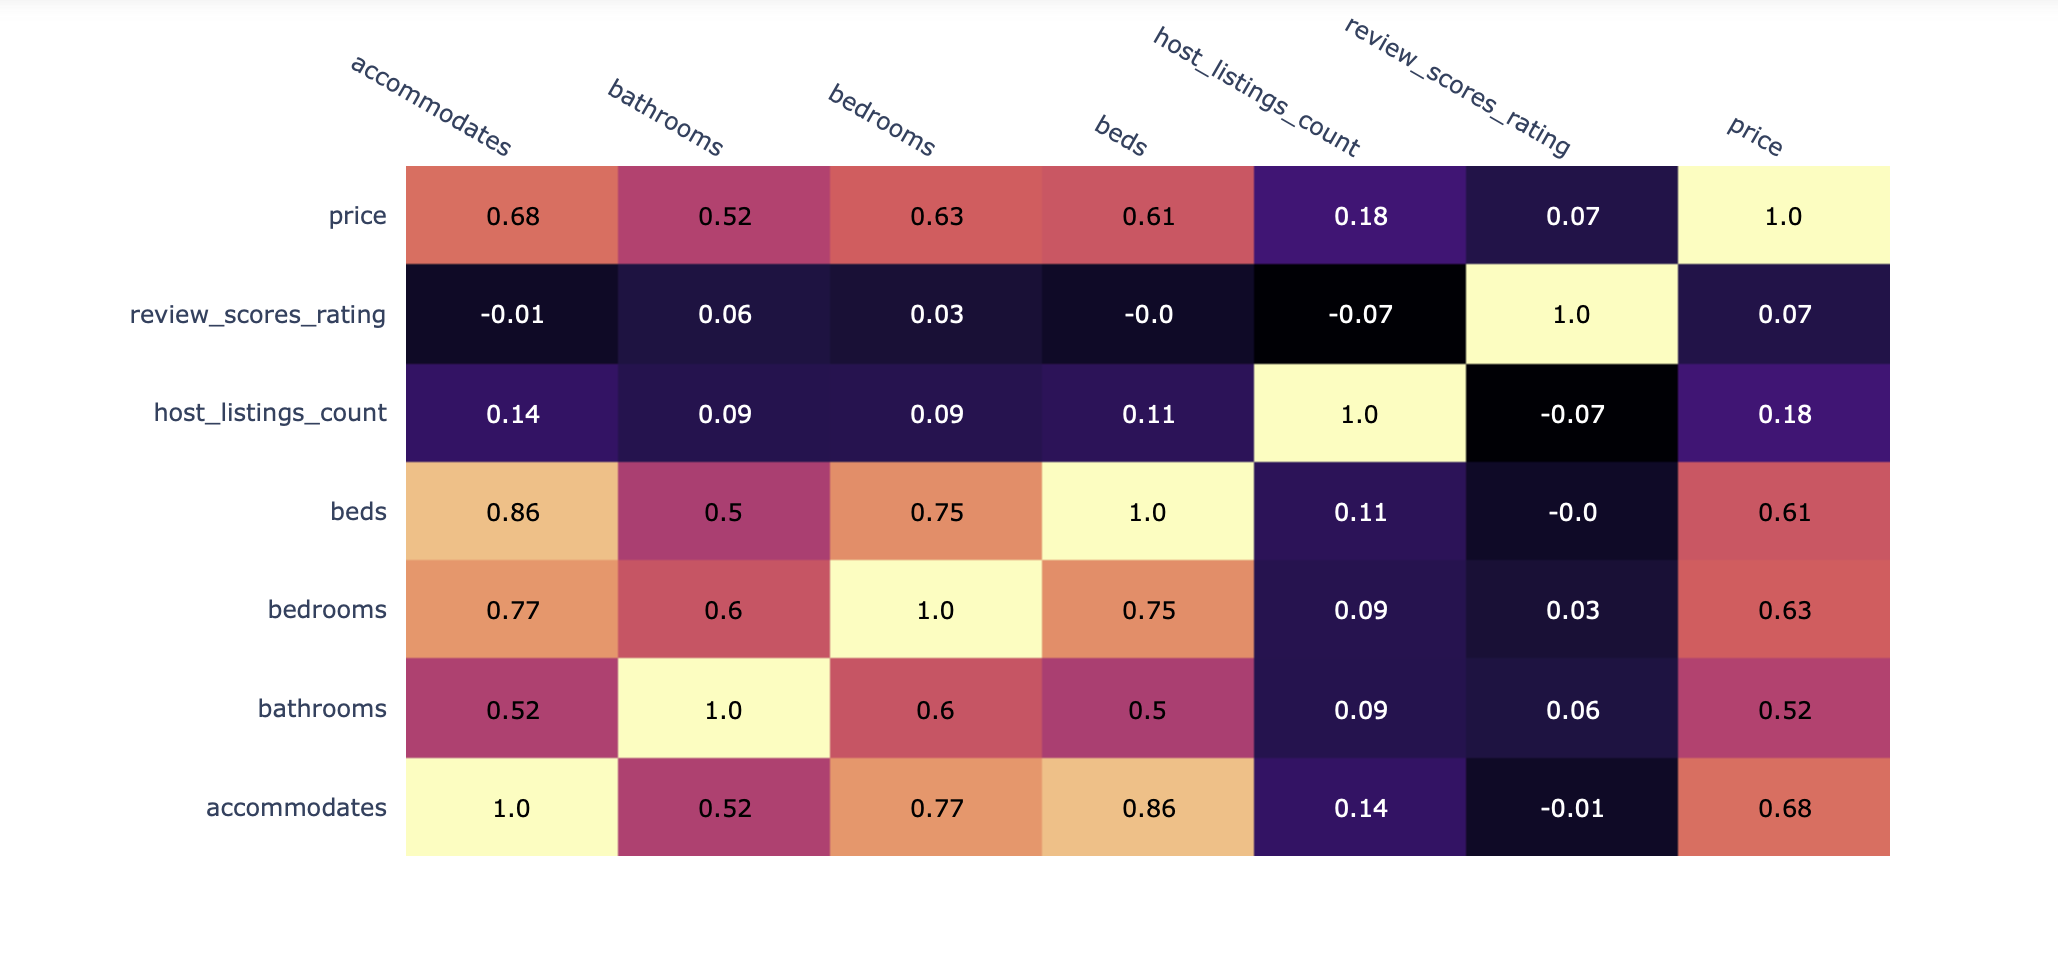 accommodates
bathrooms
bedrooms
beds
host_listings_count
review_scores_rating
price
price 0.68 0.52 0.63 0.61 0.18 0.07 1.0
review_scores_rating -0.01 0.06 0.03 -0.0 -0.07 1.0 0.07
host_listings_count 0.14 0.09 0.09 0.11 1.0 -0.07 0.18
beds 0.86 0.5 0.75 1.0 0.11 -0.0 0.61
bedrooms 0.77 0.6 1.0 0.75 0.09 0.03 0.63
bathrooms 0.52 1.0 0.6 0.5 0.09 0.06 0.52
accommodates 1.0 0.52 0.77 0.86 0.14 -0.01 0.68